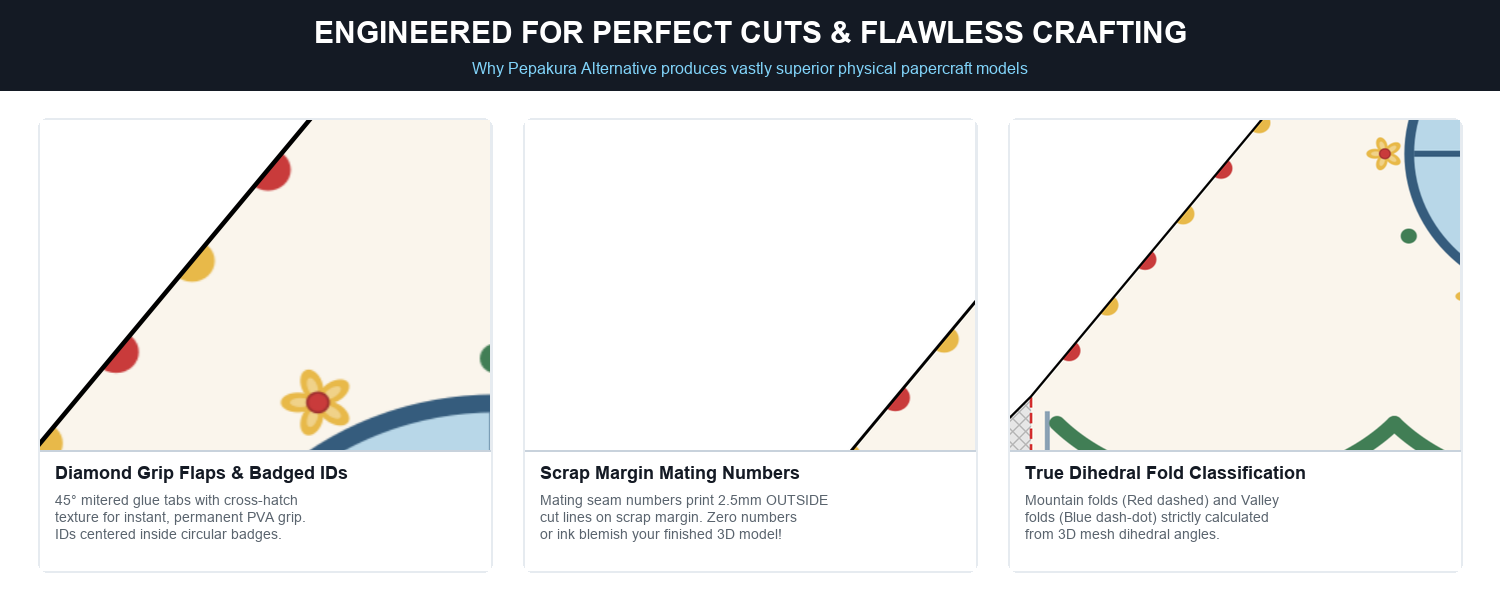 ENGINEERED FOR PERFECT CUTS & FLAWLESS CRAFTING
Why Pepakura Alternative produces vastly superior physical papercraft models
Diamond Grip Flaps & Badged IDs
45° mitered glue tabs with cross-hatch
texture for instant, permanent PVA grip.
IDs centered inside circular badges.
Scrap Margin Mating Numbers
Mating seam numbers print 2.5mm OUTSIDE
cut lines on scrap margin. Zero numbers
or ink blemish your finished 3D model!
True Dihedral Fold Classification
Mountain folds (Red dashed) and Valley
folds (Blue dash-dot) strictly calculated
from 3D mesh dihedral angles.